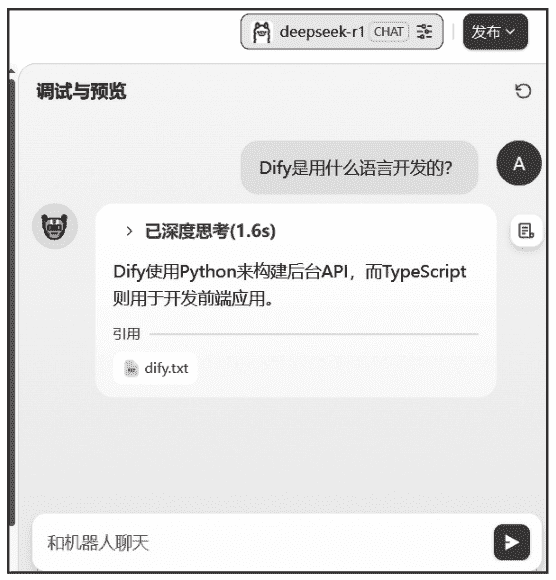 deepseek-r1 CHAT 发布
调试与预览
Dify是用什么语言开发的?
A
已深度思考(1.6s)
Dify使用Python来构建后台API，而TypeScript
则用于开发前端应用。
引用
dify.txt
和机器人聊天